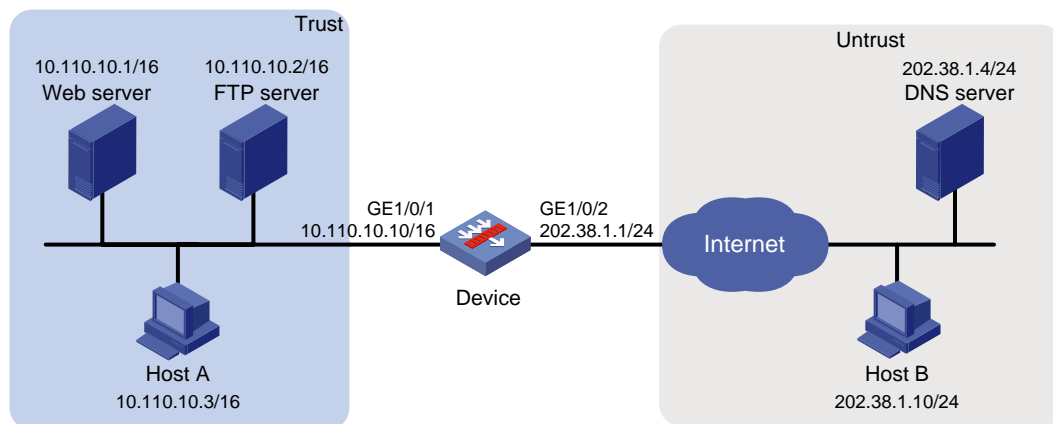 Trust
10.110.10.1/16
Web server
10.110.10.2/16
FTP server
GE1/0/1
10.110.10.10/16
Device
GE1/0/2
202.38.1.1/24
Internet
Host A
10.110.10.3/16
Untrust
202.38.1.4/24
DNS server
Host B
202.38.1.10/24